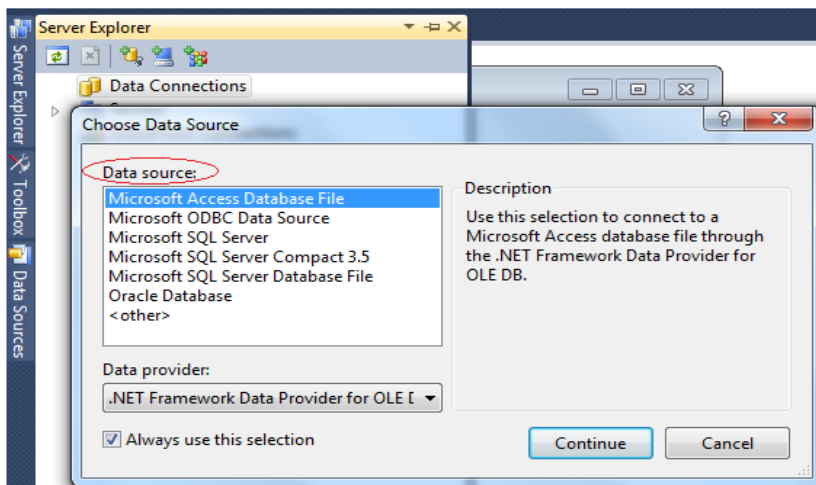 Server Explorer
Server Explorer
Toolbox
Data Sources
Data Connections
Choose Data Source
Data source:
Microsoft Access Database File
Microsoft ODBC Data Source
Microsoft SQL Server
Microsoft SQL Server Compact 3.5
Microsoft SQL Server Database File
Oracle Database
<other>
Description
Use this selection to connect to a
Microsoft Access database file through
the .NET Framework Data Provider for
OLE DB.
Data provider:
.NET Framework Data Provider for OLE
Always use this selection
Continue
Cancel